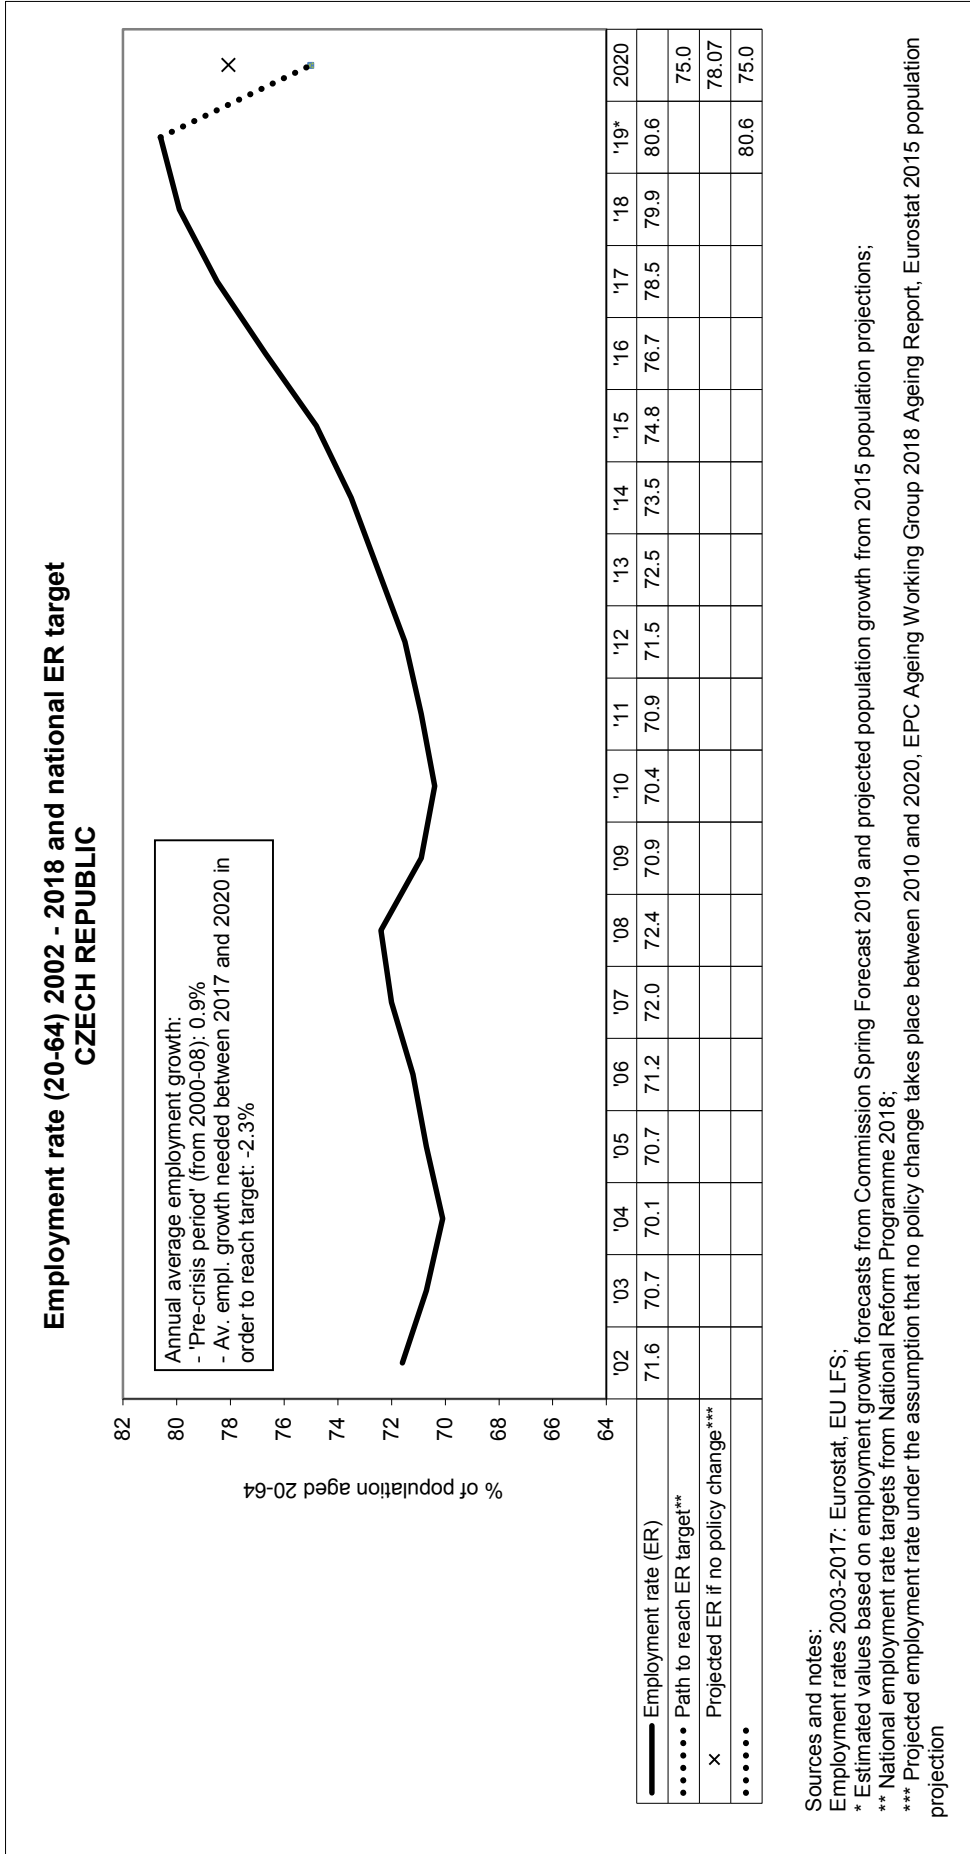 Employment rate (20-64) 2002 - 2018 and national ER target
CZECH REPUBLIC
Annual average employment growth:
- 'Pre-crisis period' (from 2000-08): 0.9%
- Av. empl. growth needed between 2017 and 2020 in
order to reach target: -2.3%
82
80
78
76
74
72
70
68
66
64
% of population aged 20-64
'02 '03 '04 '05 '06 '07 '08 '09 '10 '11 '12 '13 '14 '15 '16 '17 '18 '19* 2020
Employment rate (ER) 71.6 70.7 70.1 70.7 71.2 72.0 72.4 70.9 70.4 70.9 71.5 72.5 73.5 74.8 76.7 78.5 79.9 80.6
Path to reach ER target** 75.0
Projected ER if no policy change*** 78.07
80.6 75.0
Sources and notes:
Employment rates 2003-2017: Eurostat, EU LFS;
* Estimated values based on employment growth forecasts from Commission Spring Forecast 2019 and projected population growth from 2015 population projections;
** National employment rate targets from National Reform Programme 2018;
*** Projected employment rate under the assumption that no policy change takes place between 2010 and 2020, EPC Ageing Working Group 2018 Ageing Report, Eurostat 2015 population
projection